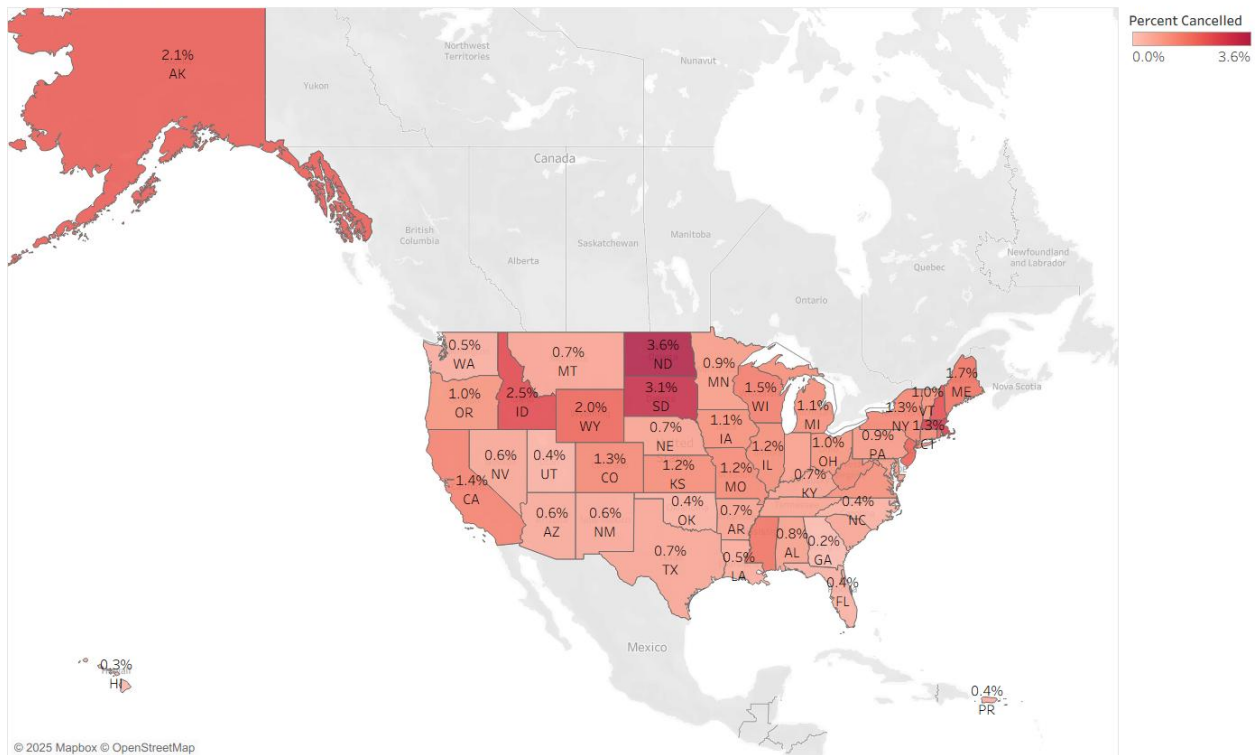 Percent Cancelled
0.0% 3.6%
2.1%
AK
Northwest
Territories
Nunavut
Yukon
Canada
British
Columbia
Alberta
Saskatchewan
Manitoba
Ontario
Quebec
Newfoundland
and Labrador
Nova Scotia
0.5%
WA
0.7%
MT
3.6%
ND
0.9%
MN
1.0%
OR
2.5%
ID
2.0%
WY
3.1%
SD
1.5%
WI
1.1%
MI
1.3%
NY
1.0%
VT
1.7%
ME
1.3%
CT
0.6%
NV
0.4%
UT
1.3%
CO
0.7%
NE
1.1%
IA
1.2%
IL
1.0%
OH
0.9%
PA
1.4%
CA
1.2%
KS
1.2%
MO
0.7%
KY
0.6%
AZ
0.6%
NM
0.4%
OK
0.7%
AR
0.4%
NC
0.7%
TX
0.5%
LA
0.8%
AL
0.2%
GA
0.4%
FL
Mexico
0.3%
HI
0.4%
PR
© 2025 Mapbox © OpenStreetMap